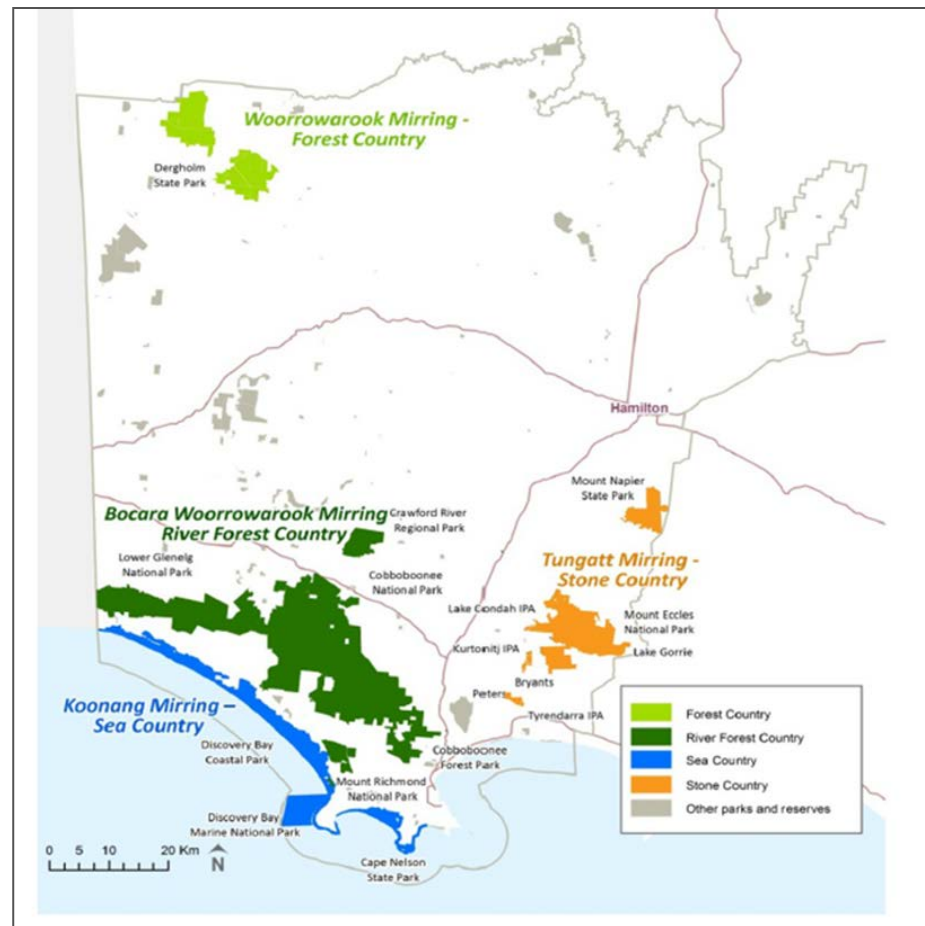 Woorrowarook Mirring -
Forest Country
Dergholm
State Park
Hamilton
Mount Napier
State Park
Bocara Woorrowarook Mirring
River Forest Country
Crawford River
Regional Park
Tungatt Mirring -
Stone Country
Lower Glenelg
National Park
Cobboboonee
National Park
Lake Condah IPA
Mount Eccles
National Park
Kurtonitj IPA
Lake Gorrie
Bryants
Peters
Tyrendarra IPA
Koonang Mirring –
Sea Country
Discovery Bay
Coastal Park
Cobboboonee
Forest Park
Mount Richmond
National Park
Discovery Bay
Marine National Park
Cape Nelson
State Park
Forest Country
River Forest Country
Sea Country
Stone Country
Other parks and reserves
0 5 10 20 Km
N